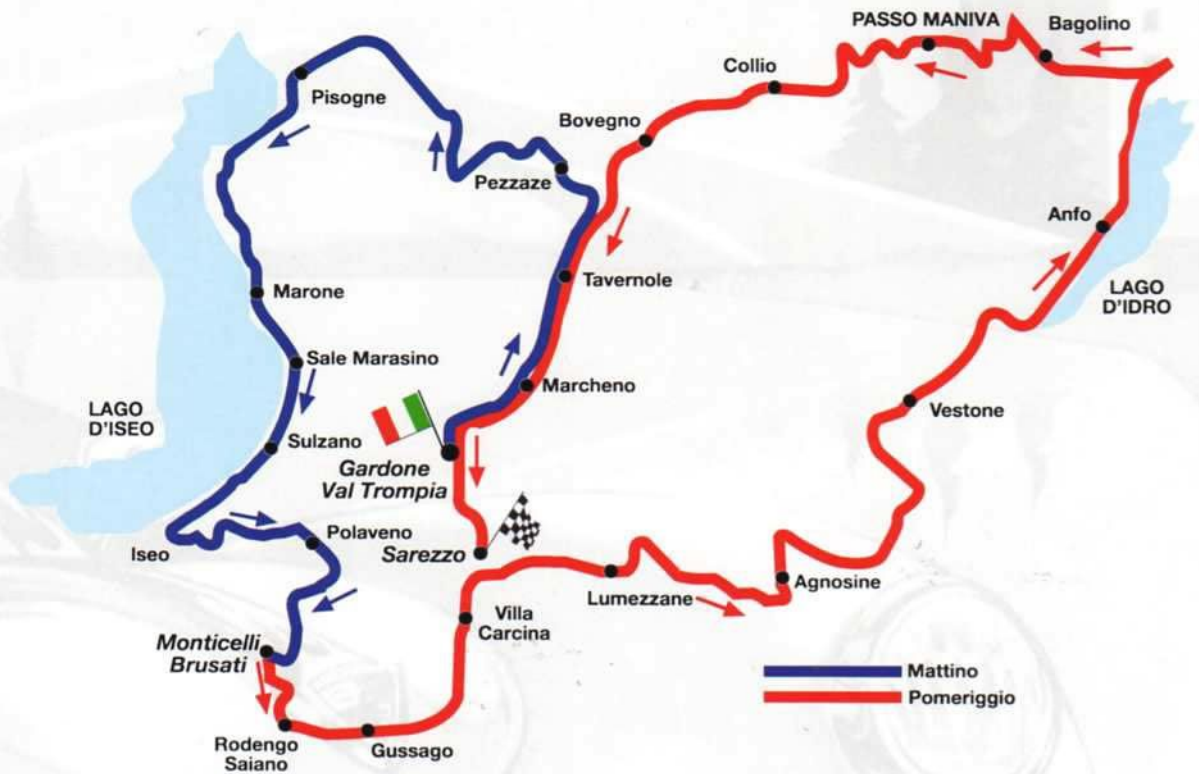 PASSO MANIVA
Bagolino
Collio
Pisogne
Bovegno
Pezzaze
Anfo
Tavernole
Marone
LAGO
D'IDRO
Sale Marasino
Marcheno
LAGO
D'ISEO
Vestone
Sulzano
Gardone
Val Trompia
Polaveno
Iseo
Sarezzo
Agnosine
Lumezzane
Villa
Carcina
Monticelli
Brusati
Mattino
Pomeriggio
Rodengo
Saiano
Gussago